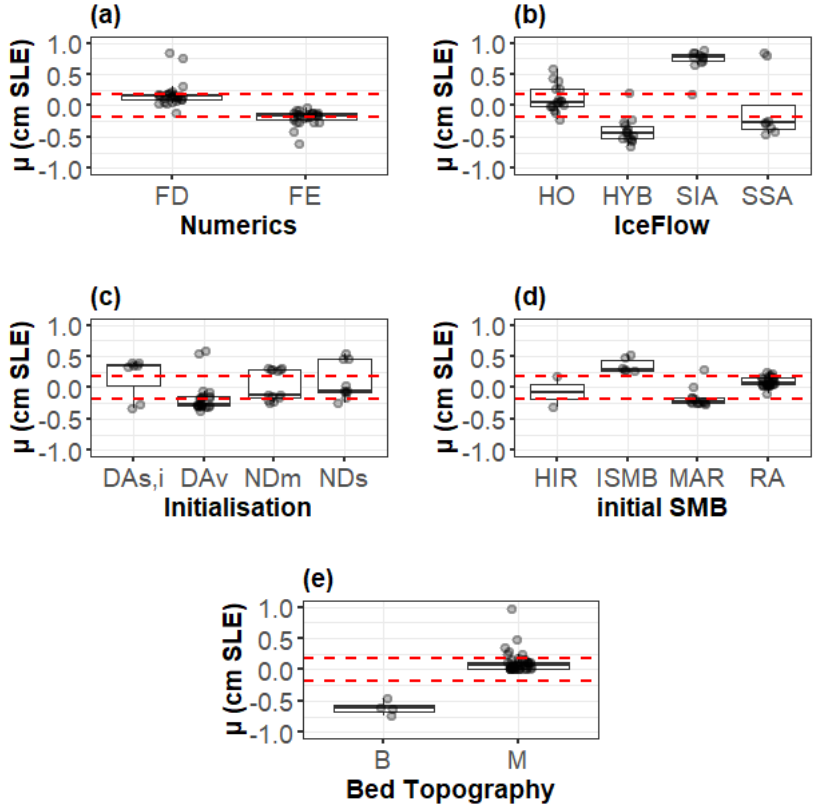 (a)
μ (cm SLE)
1.0
0.5
0.0
-0.5
-1.0
FD FE
Numerics
(b)
μ (cm SLE)
1.0
0.5
0.0
-0.5
-1.0
HO HYB SIA SSA
IceFlow
(c)
μ (cm SLE)
1.0
0.5
0.0
-0.5
-1.0
DAs,i DAv NDm NDs
Initialisation
(d)
μ (cm SLE)
1.0
0.5
0.0
-0.5
-1.0
HIR ISMB MAR RA
initial SMB
(e)
μ (cm SLE)
1.0
0.5
0.0
-0.5
-1.0
B M
Bed Topography